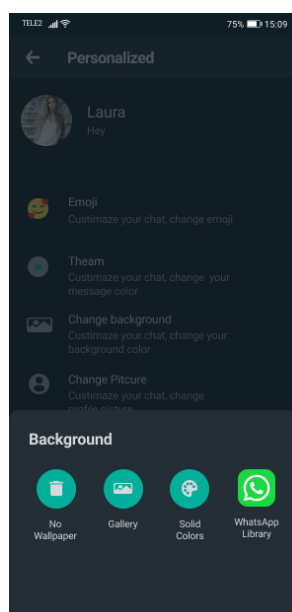 TELE2 75% 15:09
Personalized
Laura
Hey
Emoji
Custimaze your chat, change emoji
Theam
Custimaze your chat, change your
message color
Change background
Custimaze your chat, change your
background color
Change Pitcure
Custimaze your chat, change
profile picture
Background
No
Wallpaper
Gallery
Solid
Colors
WhatsApp
Library